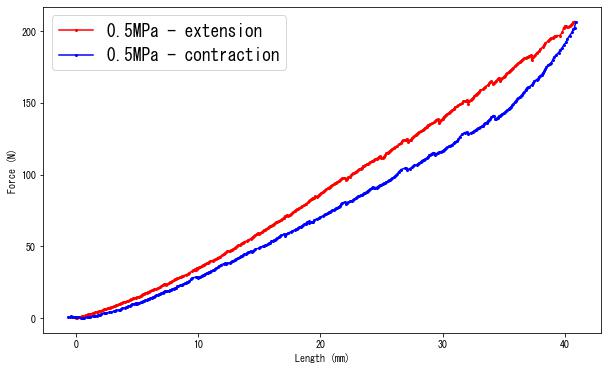 0.5MPa - extension
0.5MPa - contraction
200
150
100
50
0
Force (N)
0 10 20 30 40
Length (mm)